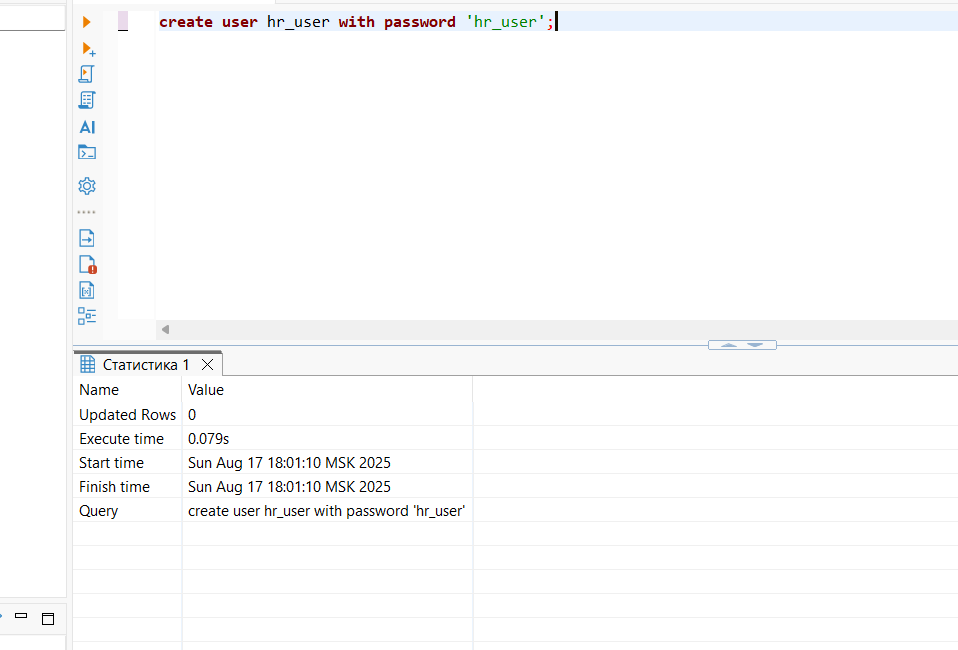 create user hr_user with password 'hr_user';
AI
Статистика 1
Name Value
Updated Rows 0
Execute time 0.079s
Start time Sun Aug 17 18:01:10 MSK 2025
Finish time Sun Aug 17 18:01:10 MSK 2025
Query create user hr_user with password 'hr_user'